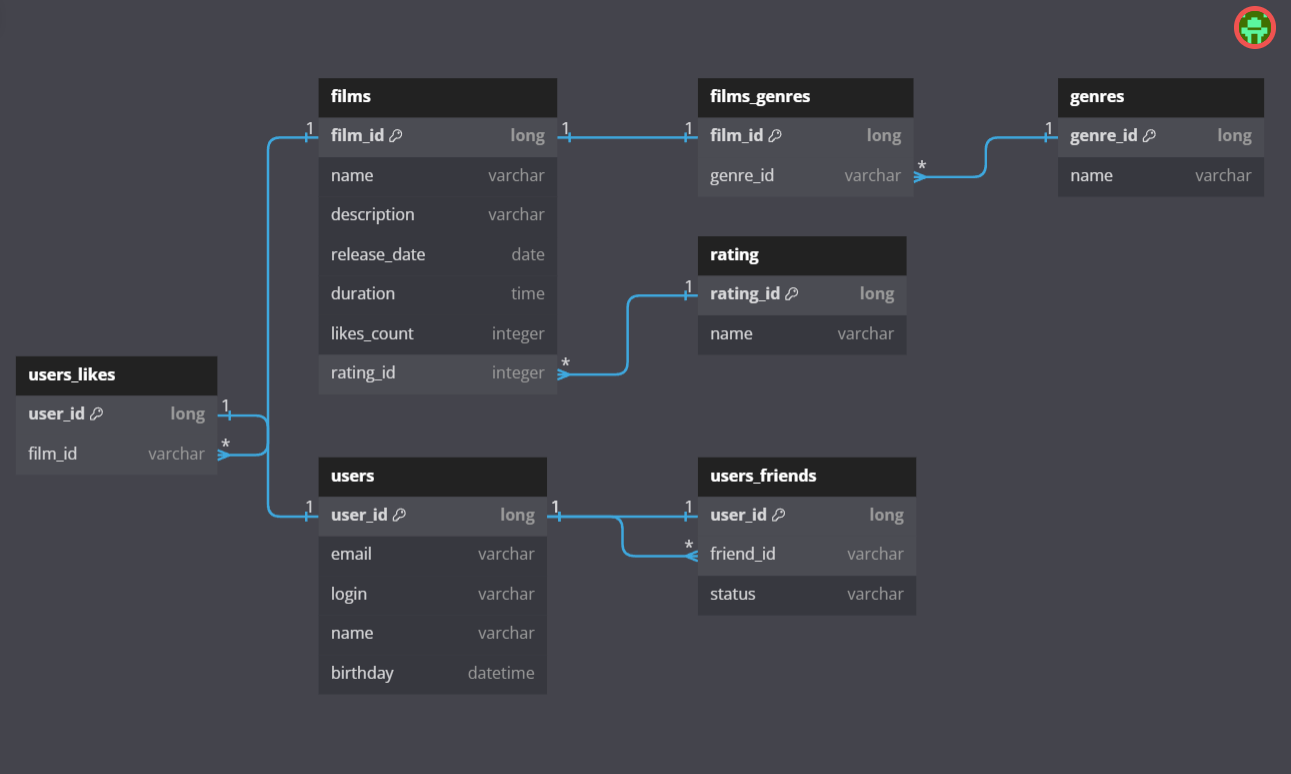 films
film_id long
name varchar
description varchar
release_date date
duration time
likes_count integer
rating_id integer
films_genres
film_id long
genre_id varchar
genres
genre_id long
name varchar
rating
rating_id long
name varchar
users_likes
user_id long
film_id varchar
users
user_id long
email varchar
login varchar
name varchar
birthday datetime
users_friends
user_id long
friend_id varchar
status varchar
1
1
1
*
1
1
*
1
*
1
1
1
*